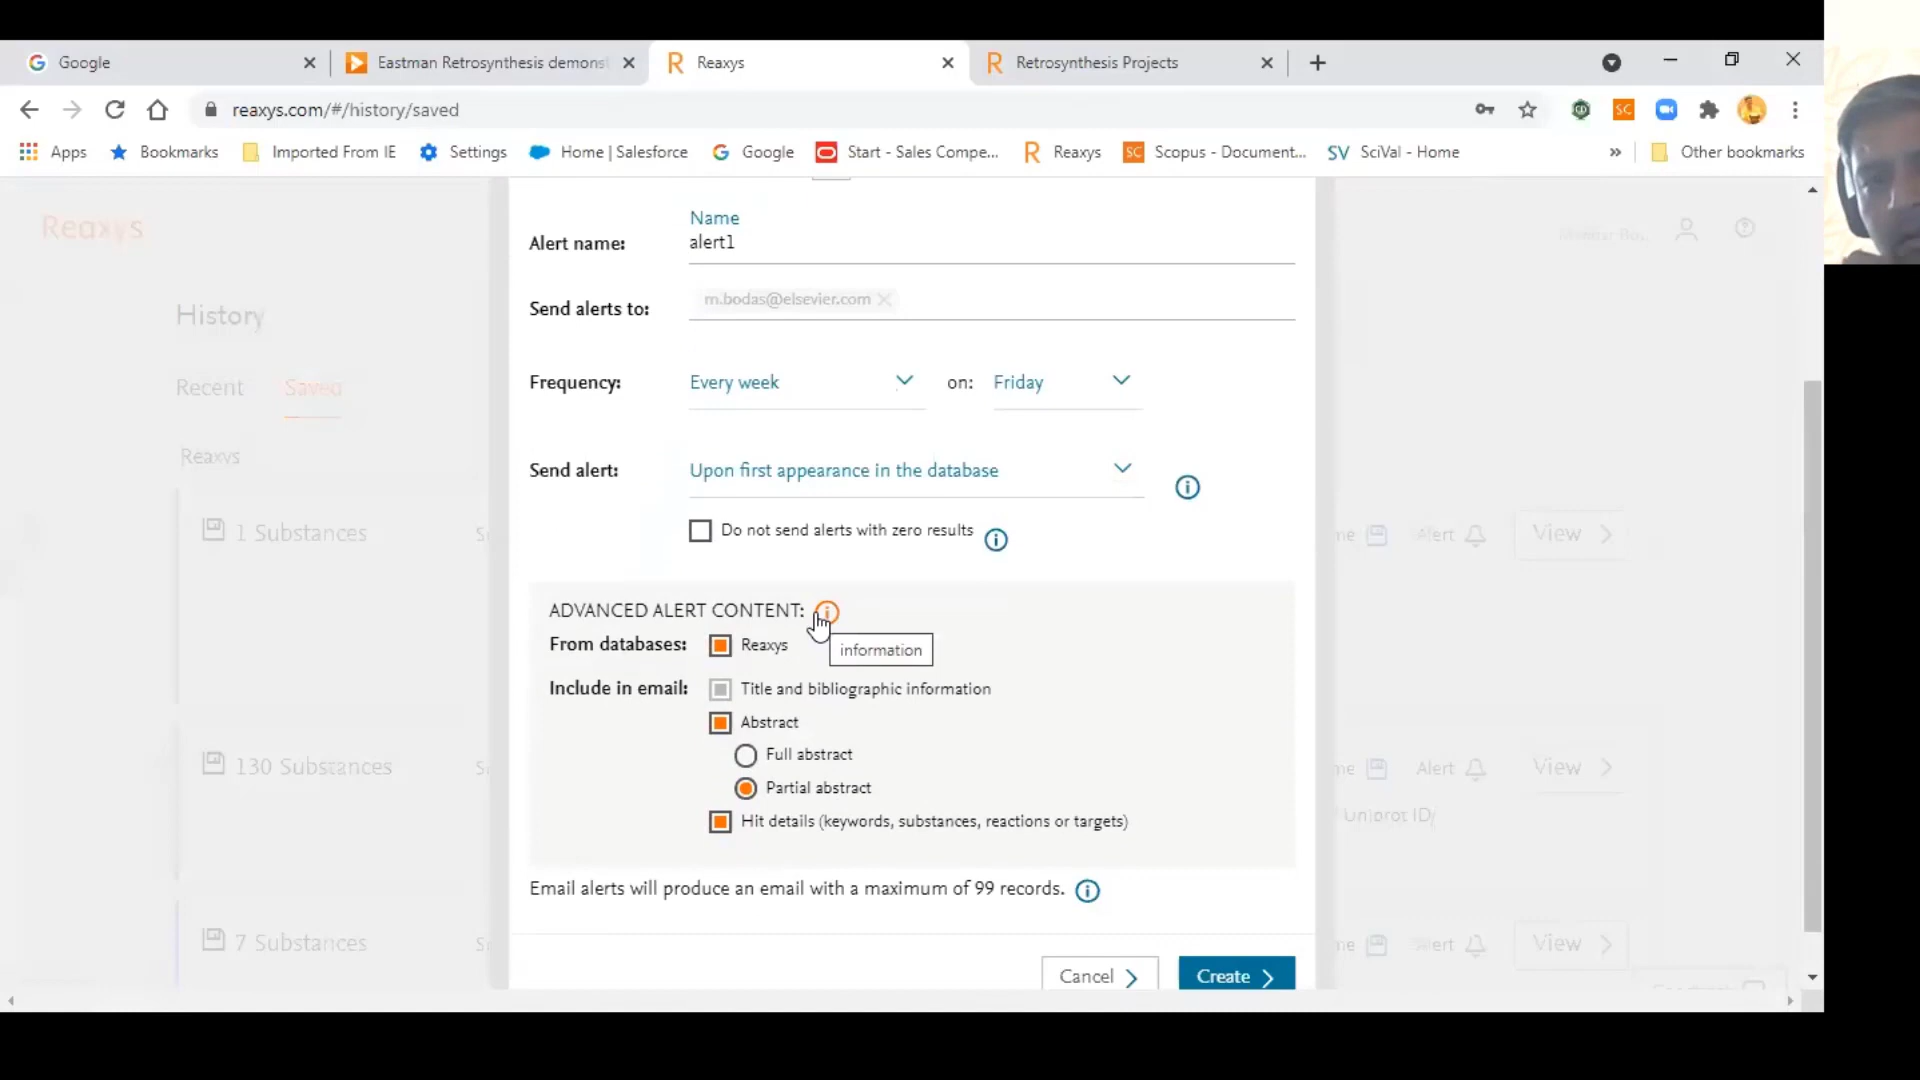 Google
Eastman Retrosynthesis demonst
Reaxys
Retrosynthesis Projects
reaxys.com/#/history/saved
SC
Apps
Bookmarks
Imported From IE
Settings
Home | Salesforce
Google
Start - Sales Compe...
Reaxys
SC
Scopus - Document...
SV
SciVal - Home
»
Other bookmarks
Reaxys
History
Recent
Saved
Reaxys
1 Substances
130 Substances
7 Substances
Name
Alert name:
alert1
Send alerts to:
m.bodas@elsevier.com
Frequency:
Every week
on:
Friday
Send alert:
Upon first appearance in the database
Do not send alerts with zero results
ADVANCED ALERT CONTENT:
information
From databases:
Reaxys
Include in email:
Title and bibliographic information
Abstract
Full abstract
Partial abstract
Hit details (keywords, substances, reactions or targets)
Email alerts will produce an email with a maximum of 99 records.
Cancel
Create
Alert
View
Alert
View
Uniprot ID/
Alert
View